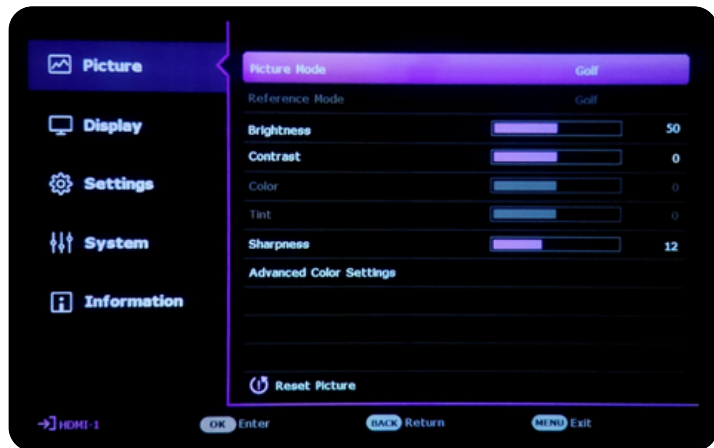 Picture
Display
Settings
System
Information
Picture Mode Golf
Reference Mode Golf
Brightness 50
Contrast 0
Color 0
Tint 0
Sharpness 12
Advanced Color Settings
Reset Picture
HDMI-1
OK Enter
BACK Return
MENU Exit